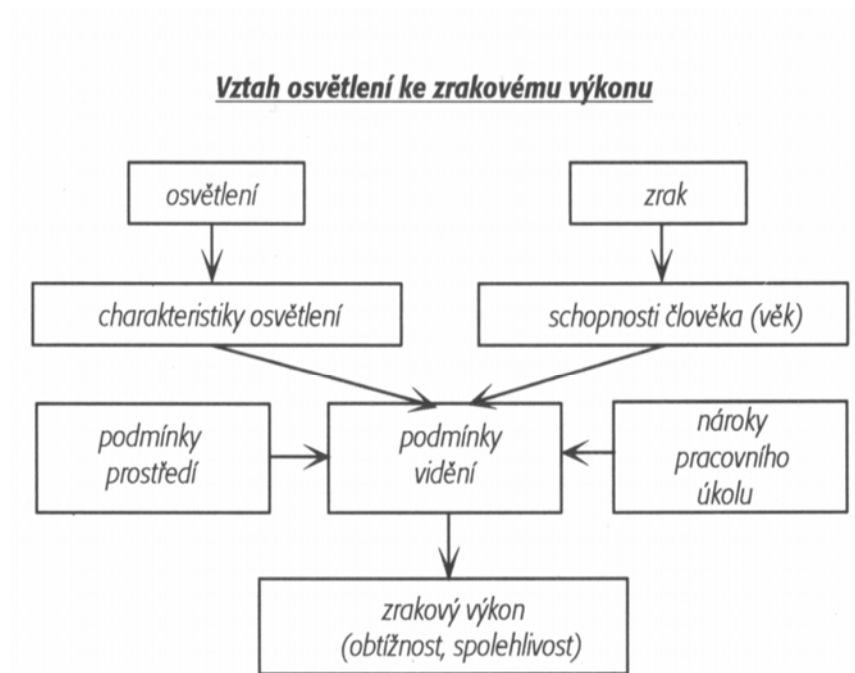 Vztah osvětlení ke zrakovému výkonu
osvětlení
zrak
charakteristiky osvětlení
schopnosti člověka (věk)
podmínky
prostředí
podmínky
vidění
nároky
pracovního
úkolu
zrakový výkon
(obtížnost, spolehlivost)